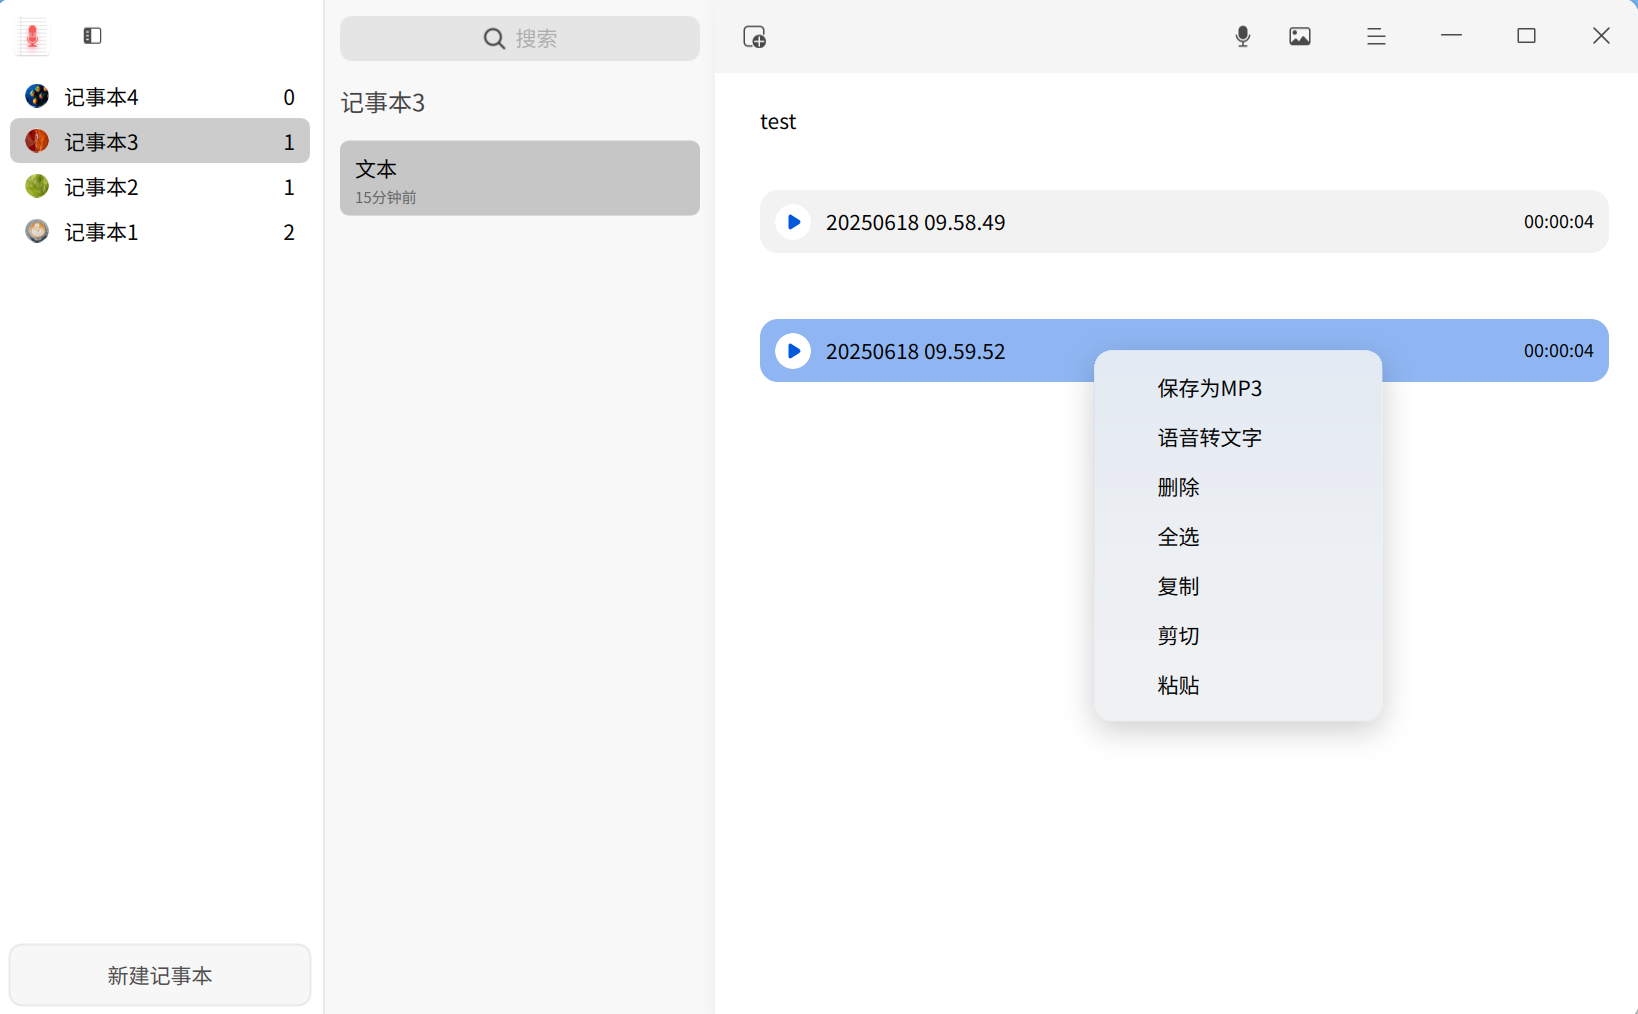 记事本4 0
记事本3 1
记事本2 1
记事本1 2
新建记事本
搜索
记事本3
文本
15分钟前
test
20250618 09.58.49 00:00:04
20250618 09.59.52 00:00:04
保存为MP3
语音转文字
删除
全选
复制
剪切
粘贴